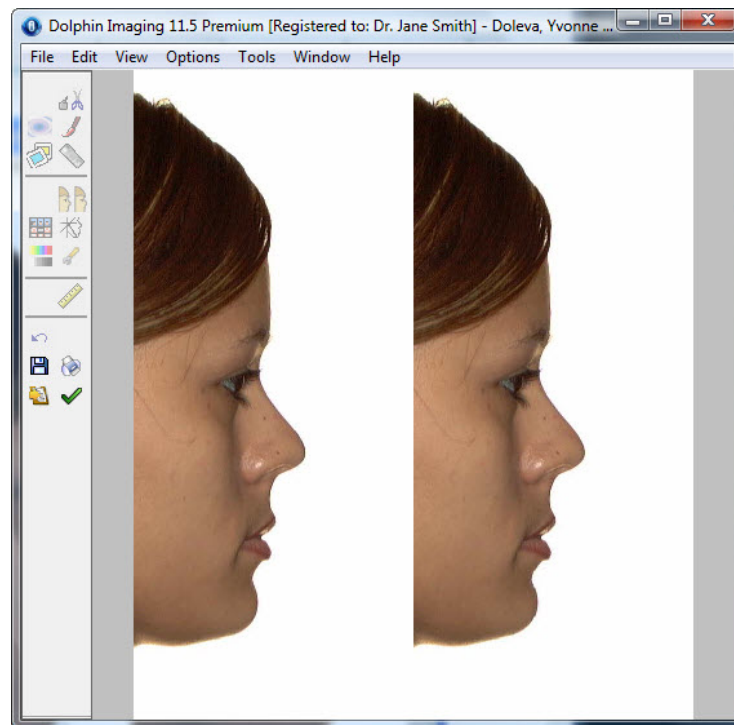 Dolphin Imaging 11.5 Premium [Registered to: Dr. Jane Smith] - Doleva, Yvonne ...
File Edit View Options Tools Window Help